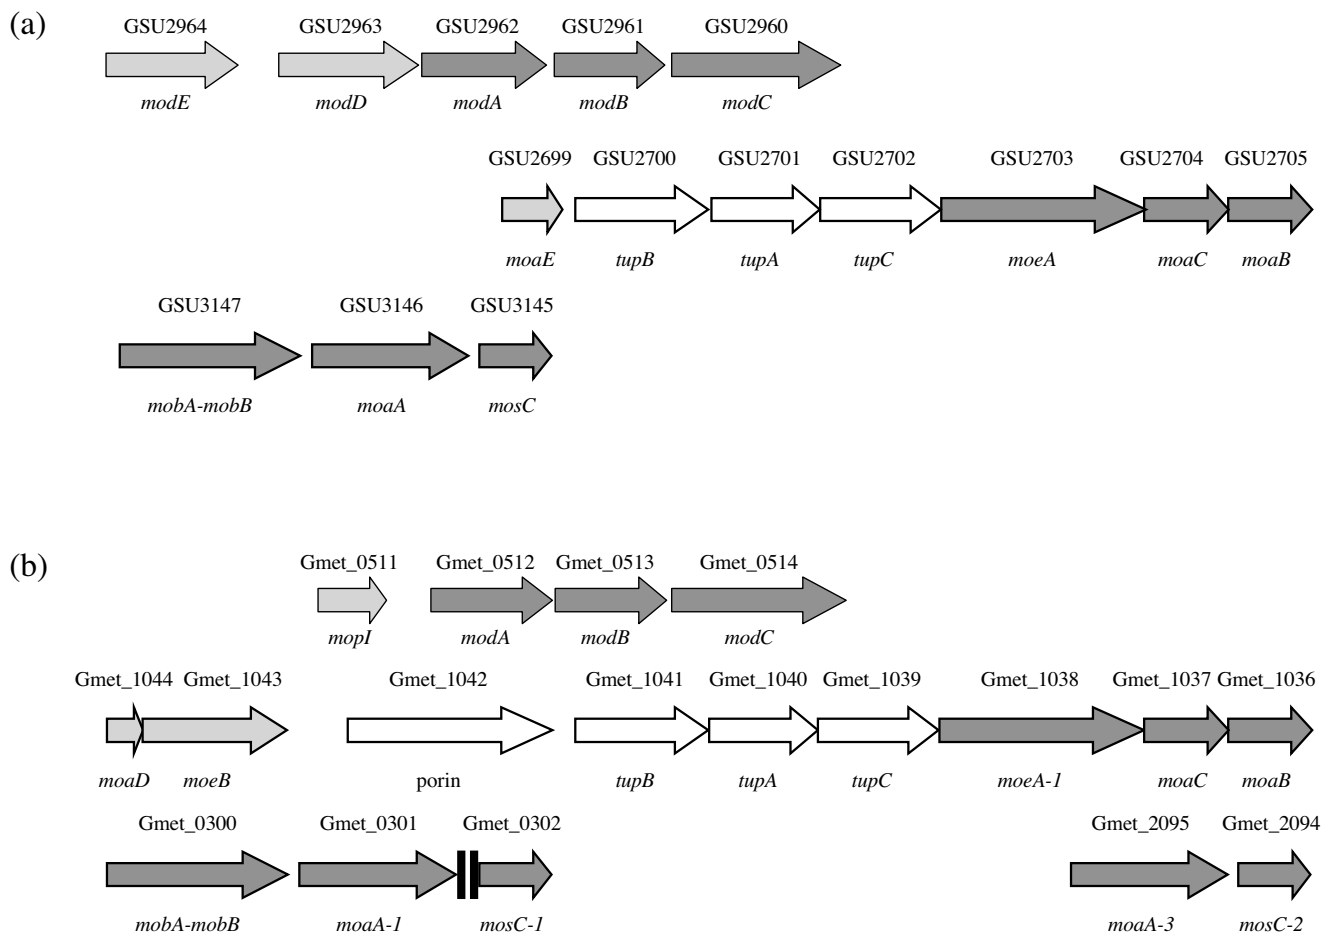 (a)
GSU2964 GSU2963 GSU2962 GSU2961 GSU2960
modE modD modA modB modC
GSU2699 GSU2700 GSU2701 GSU2702 GSU2703 GSU2704 GSU2705
moaE tupB tupA tupC moeA moaC moaB
GSU3147 GSU3146 GSU3145
mobA-mobB moaA mosC
(b)
Gmet_0511 Gmet_0512 Gmet_0513 Gmet_0514
mopI modA modB modC
Gmet_1044 Gmet_1043 Gmet_1042 Gmet_1041 Gmet_1040 Gmet_1039 Gmet_1038 Gmet_1037 Gmet_1036
moaD moeB porin tupB tupA tupC moeA-1 moaC moaB
Gmet_0300 Gmet_0301 Gmet_0302 Gmet_2095 Gmet_2094
mobA-mobB moaA-1 mosC-1 moaA-3 mosC-2